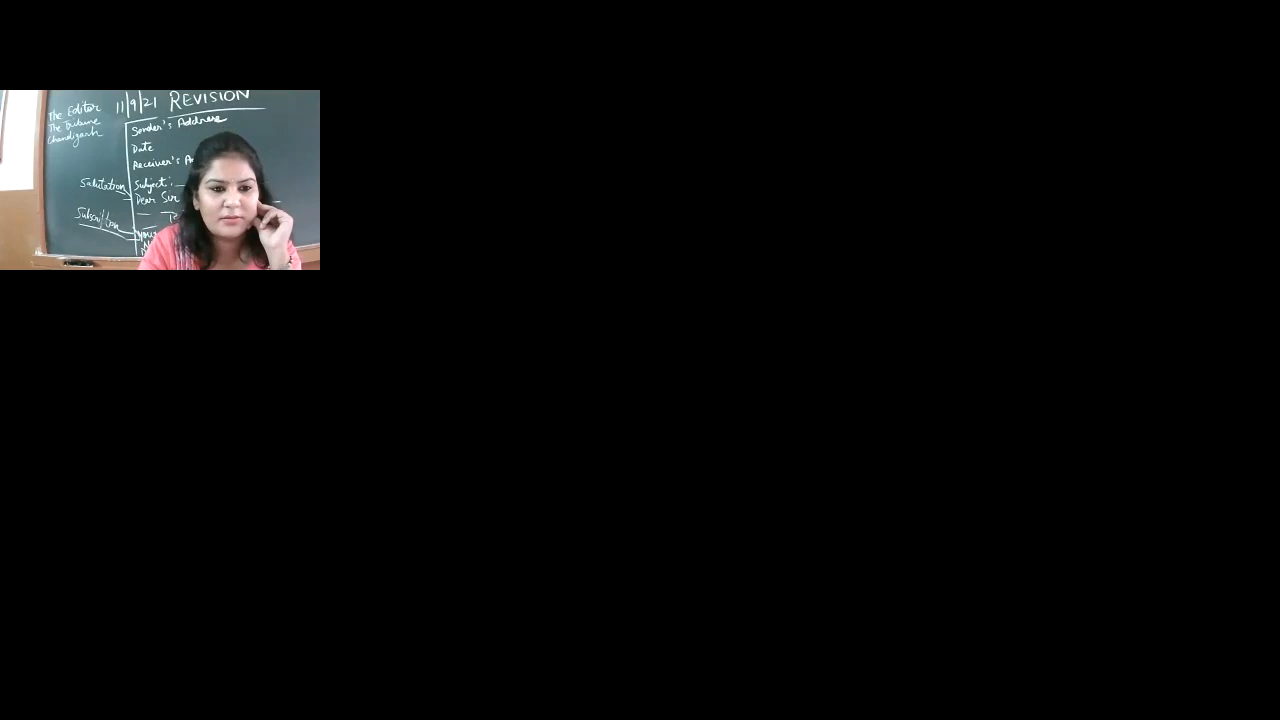 The Editor
The Tribune
Chandigarh
11/9/21 REVISION
Sender's Address
Date
Receiver's
Subject:
Salutation
Dear Sir
Subscription